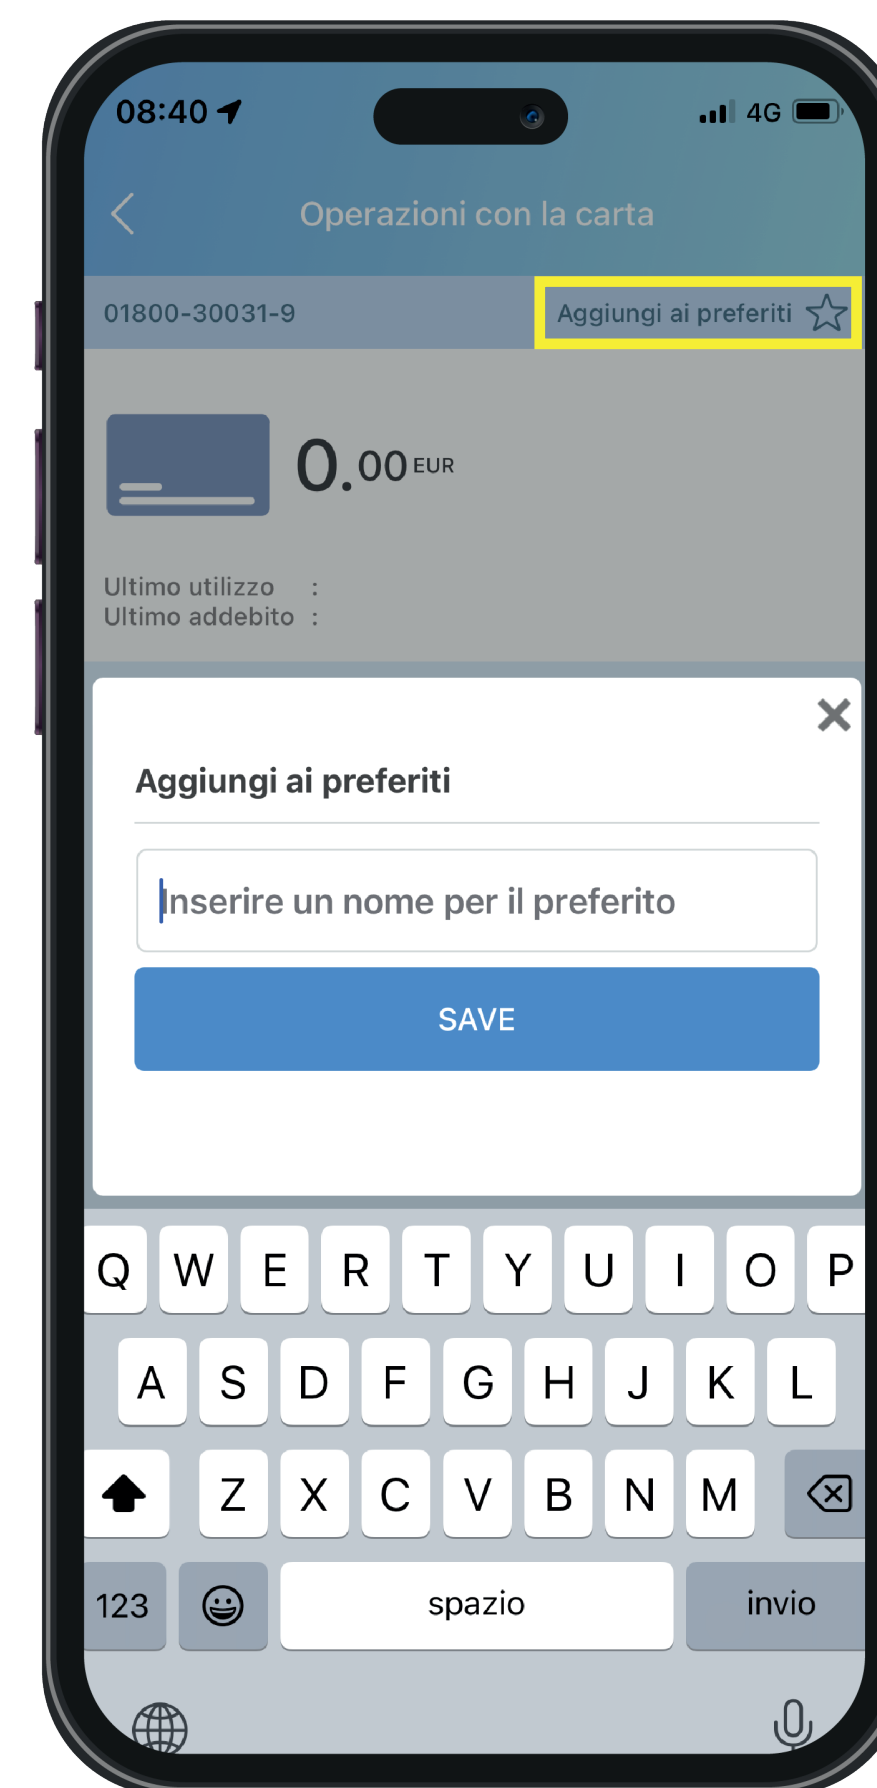 08:40 4G
Operazioni con la carta
01800-30031-9 Aggiungi ai preferiti
0.00 EUR
Ultimo utilizzo :
Ultimo addebito :
Aggiungi ai preferiti
Inserire un nome per il preferito
SAVE
Q W E R T Y U I O P
A S D F G H J K L
Z X C V B N M
123 spazio invio